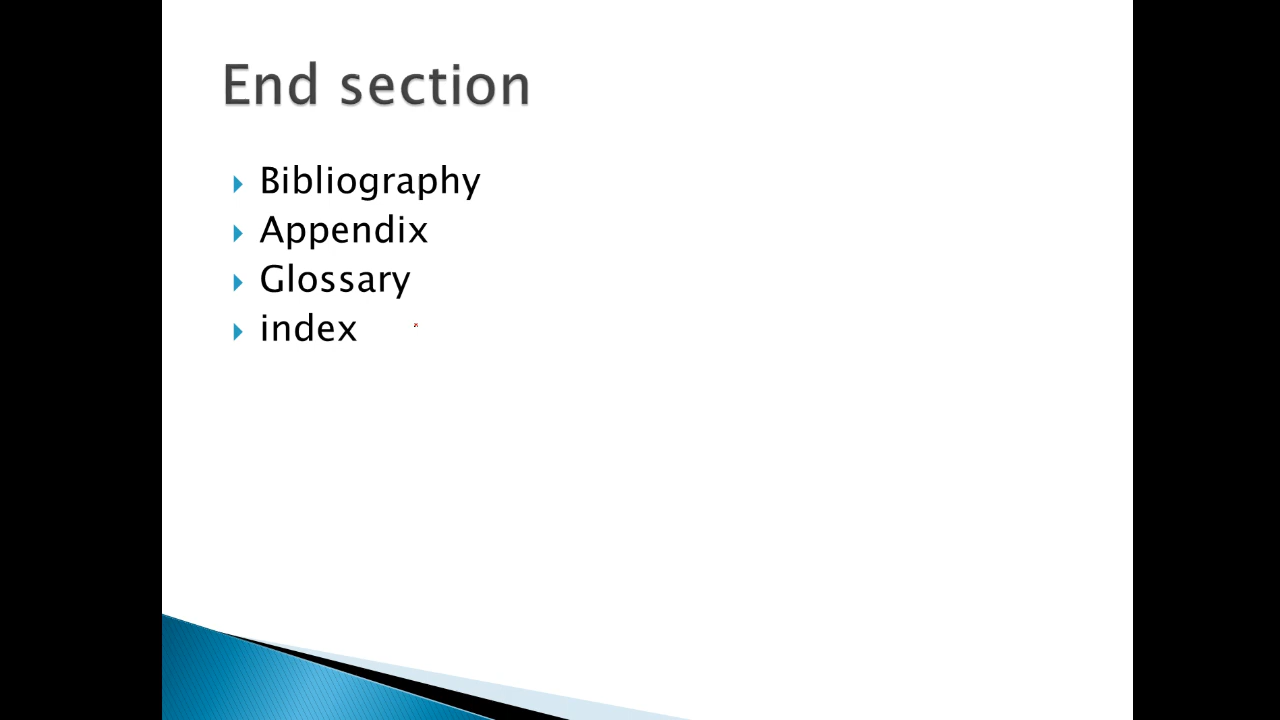 End section
Bibliography
Appendix
Glossary
index